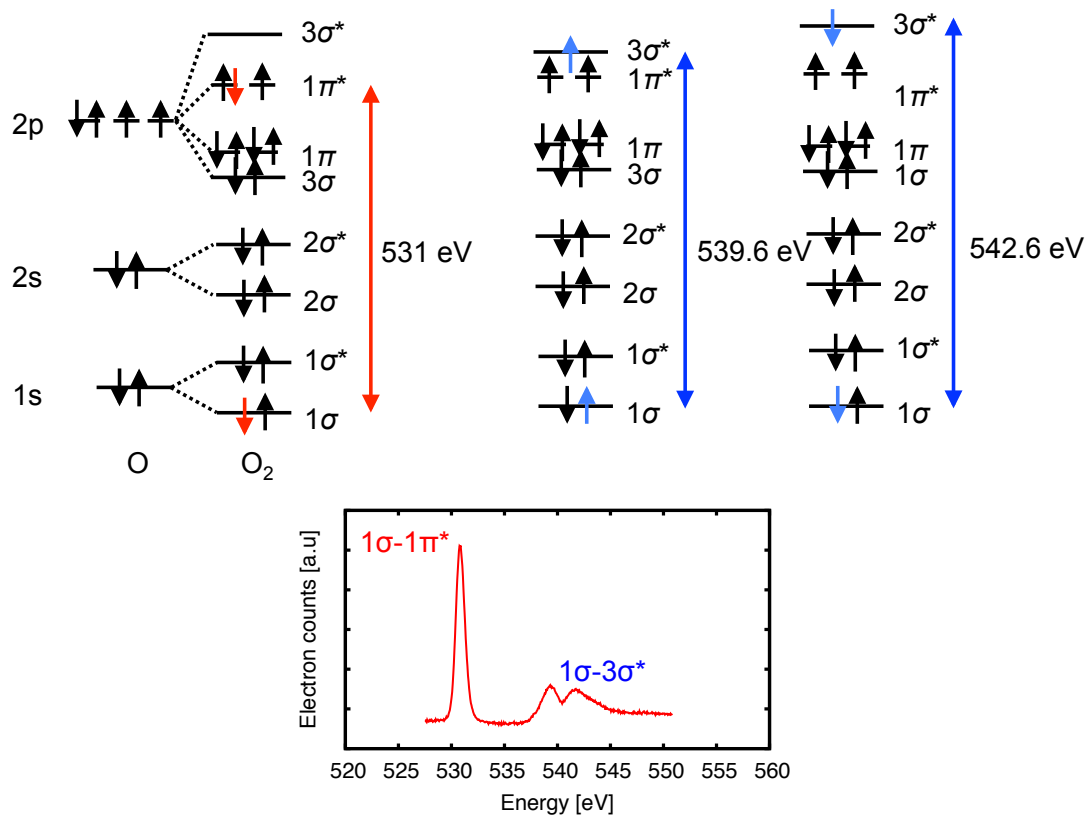 3σ*
1π*
2p
1π
3σ
2σ*
531 eV
2s
2σ
1σ*
1s
1σ
O
O₂
3σ*
1π*
1π
3σ
2σ*
539.6 eV
2σ
1σ*
1σ
3σ*
1π*
1π
1σ
2σ*
542.6 eV
2σ
1σ*
1σ
1σ-1π*
1σ-3σ*
Electron counts [a.u]
520 525 530 535 540 545 550 555 560
Energy [eV]